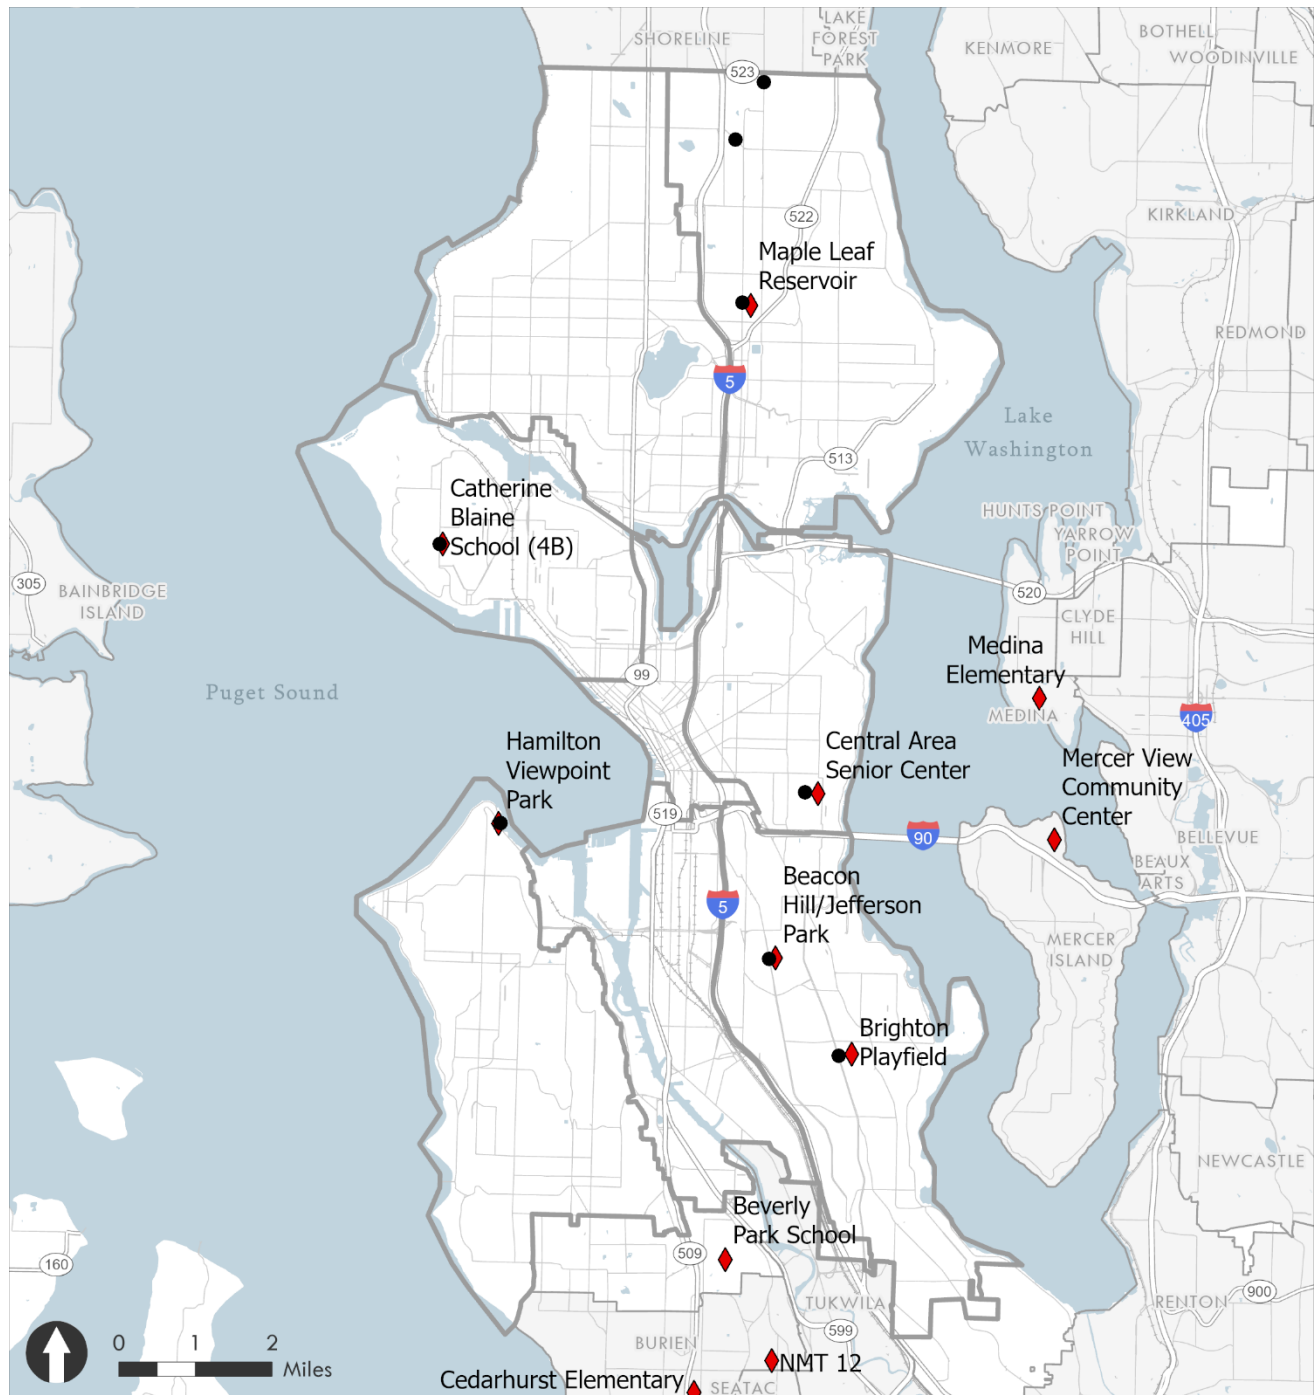 SHORELINE
LAKE
FOREST
PARK
KENMORE
BOTHELL
WOODINVILLE
523
522
KIRKLAND
Maple Leaf
Reservoir
REDMOND
5
Lake
Washington
513
Catherine
Blaine
School (4B)
HUNTS POINT
YARROW
POINT
305
BAINBRIDGE
ISLAND
520
CLYDE
HILL
Medina
Elementary
99
Puget Sound
MEDINA
405
Hamilton
Viewpoint
Park
Central Area
Senior Center
Mercer View
Community
Center
519
90
BELLEVUE
BEAUX
ARTS
Beacon
Hill/Jefferson
Park
5
MERCER
ISLAND
Brighton
Playfield
NEWCASTLE
Beverly
Park School
509
160
TUKWILA
RENTON
900
599
BURIEN
0 1 2
Miles
NMT 12
Cedarhurst Elementary
SEATAC